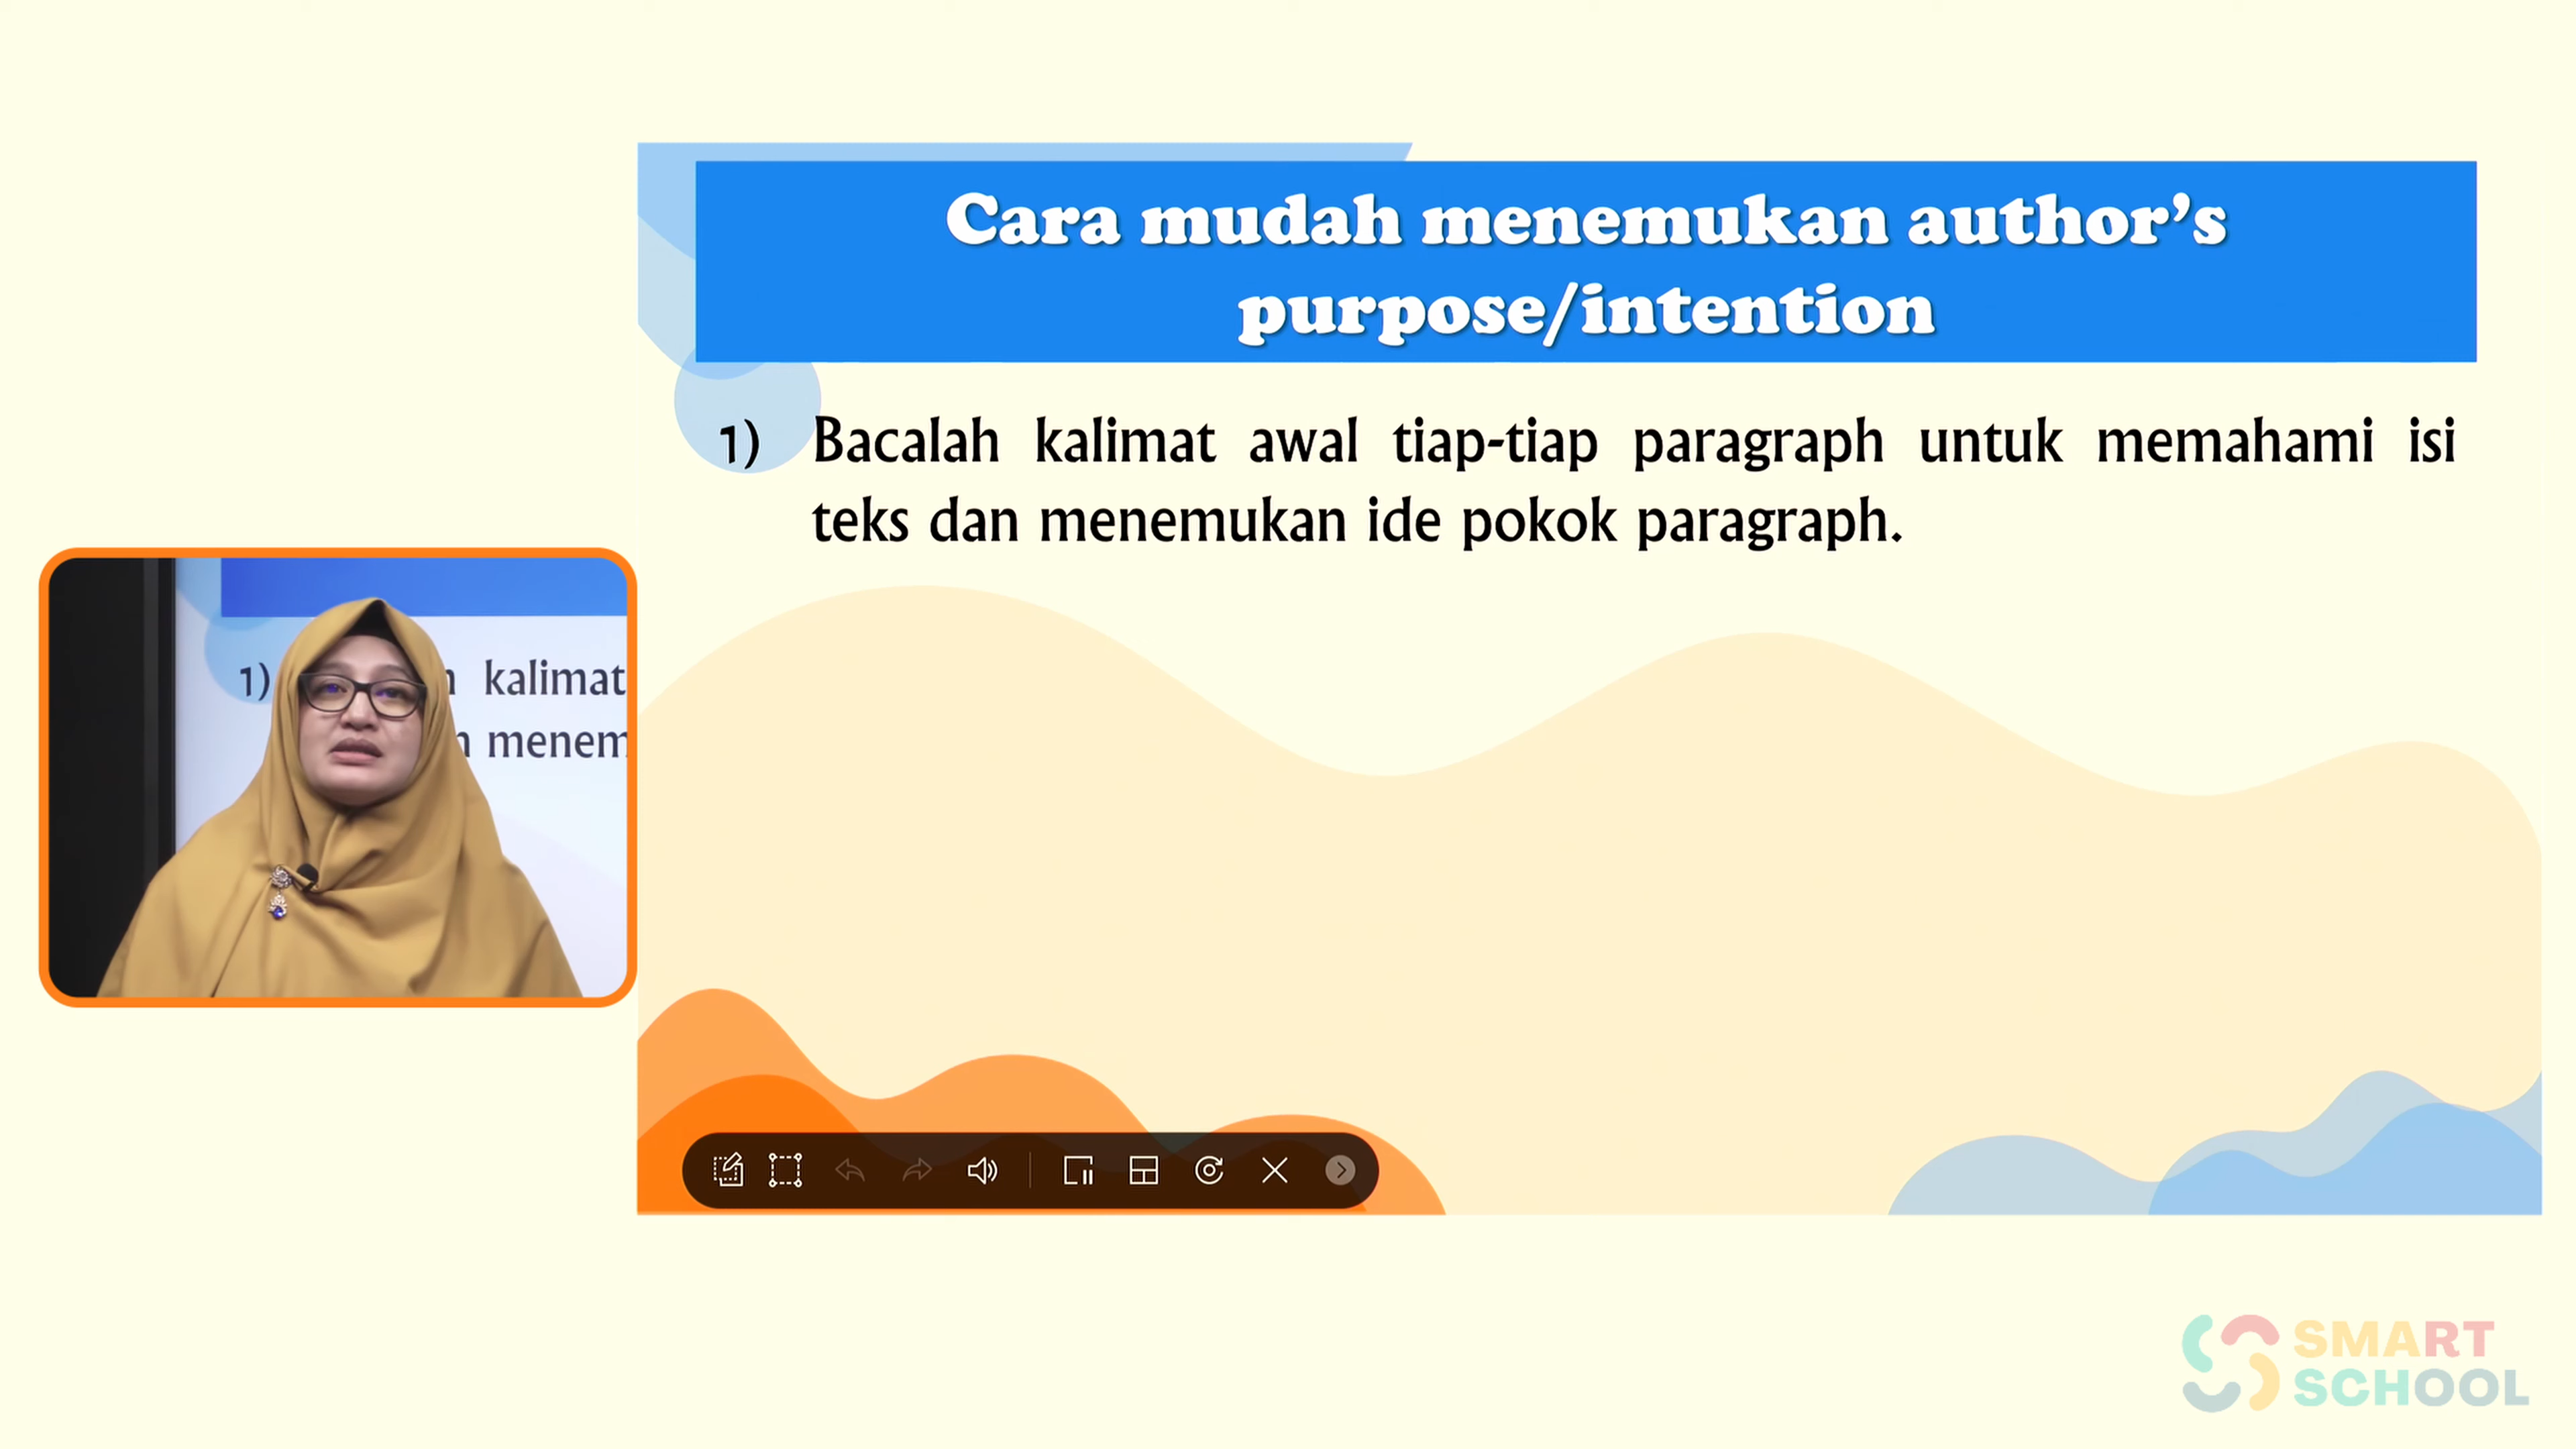 Cara mudah menemukan author's
purpose/intention
1) Bacalah kalimat awal tiap-tiap paragraph untuk memahami isi
teks dan menemukan ide pokok paragraph.
1) kalimat
menem
SMART
SCHOOL